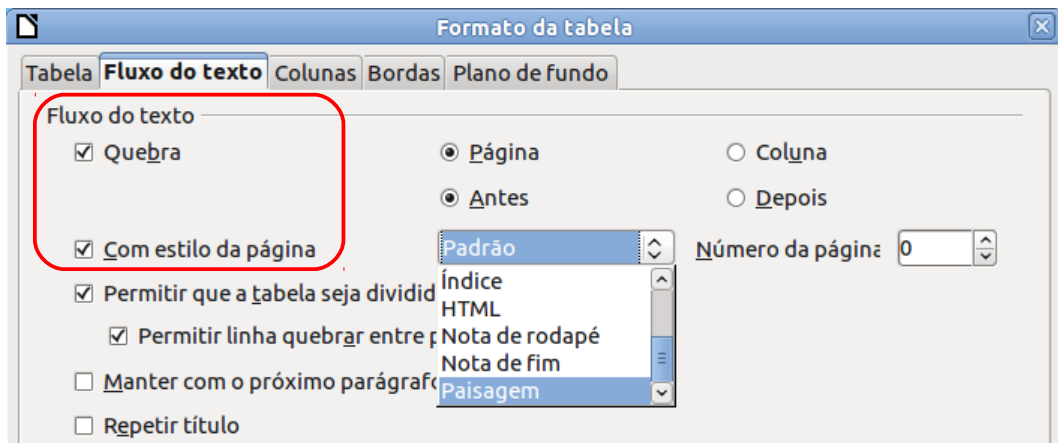 Formato da tabela
Tabela Fluxo do texto Colunas Bordas Plano de fundo
Fluxo do texto
Quebra Página Coluna
Antes Depois
Com estilo da página Padrão Número da página 0
Índice
Permitir que a tabela seja dividid
HTML
Permitir linha quebrar entre p Nota de rodapé
Nota de fim
Manter com o próximo parágrafo Paisagem
Repetir título